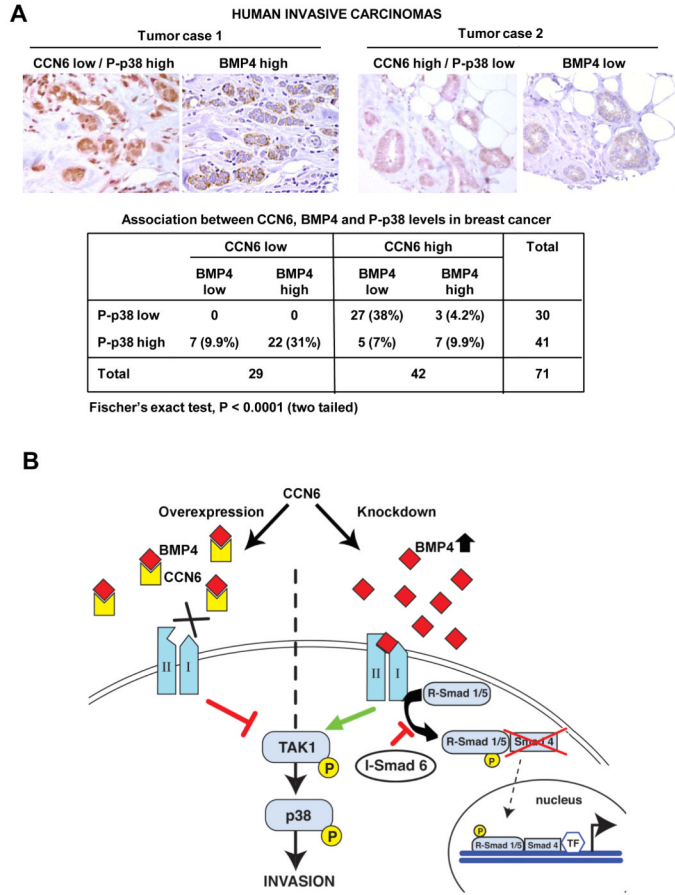 A
HUMAN INVASIVE CARCINOMAS
Tumor case 1
Tumor case 2
CCN6 low / P-p38 high
BMP4 high
CCN6 high / P-p38 low
BMP4 low
Association between CCN6, BMP4 and P-p38 levels in breast cancer
CCN6 low
CCN6 high
Total
BMP4 low
BMP4 high
BMP4 low
BMP4 high
P-p38 low
0
0
27 (38%)
3 (4.2%)
30
P-p38 high
7 (9.9%)
22 (31%)
5 (7%)
7 (9.9%)
41
Total
29
42
71
Fischer's exact test, P < 0.0001 (two tailed)
B
CCN6
Overexpression
Knockdown
BMP4
BMP4
CCN6
II
I
II
I
R-Smad 1/5
TAK1
P
I-Smad 6
R-Smad 1/5
Smad 4
P
p38
P
nucleus
P
R-Smad 1/5
Smad 4
TF
INVASION